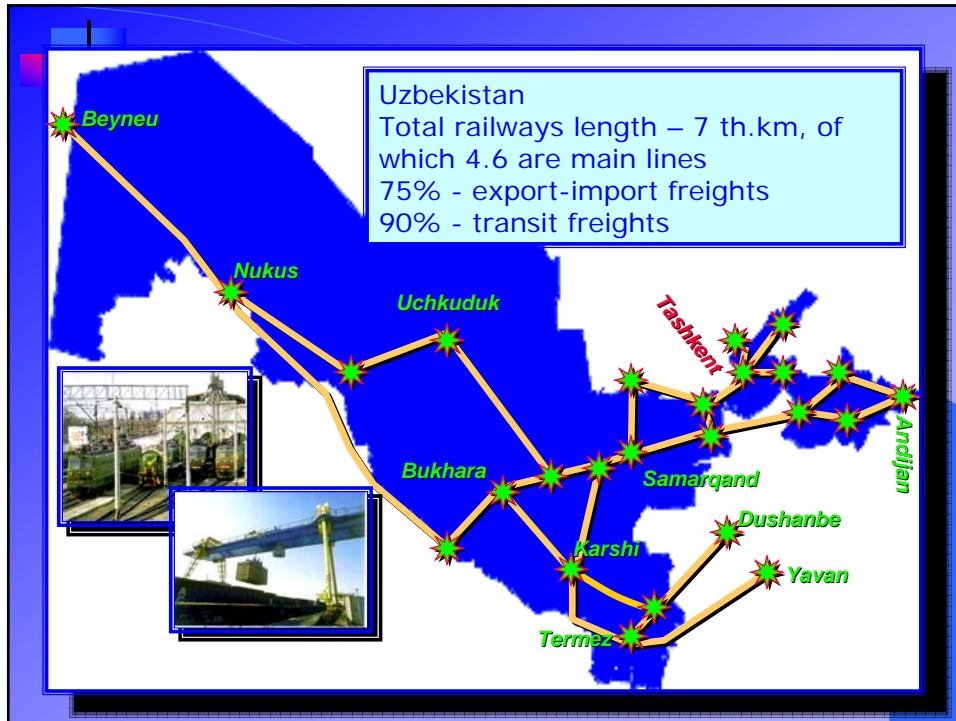 Uzbekistan
Total railways length – 7 th.km, of
which 4.6 are main lines
75% - export-import freights
90% - transit freights
Beyneu
Nukus
Uchkuduk
Tashkent
Andijan
Bukhara
Samarqand
Dushanbe
Karshi
Yavan
Termez